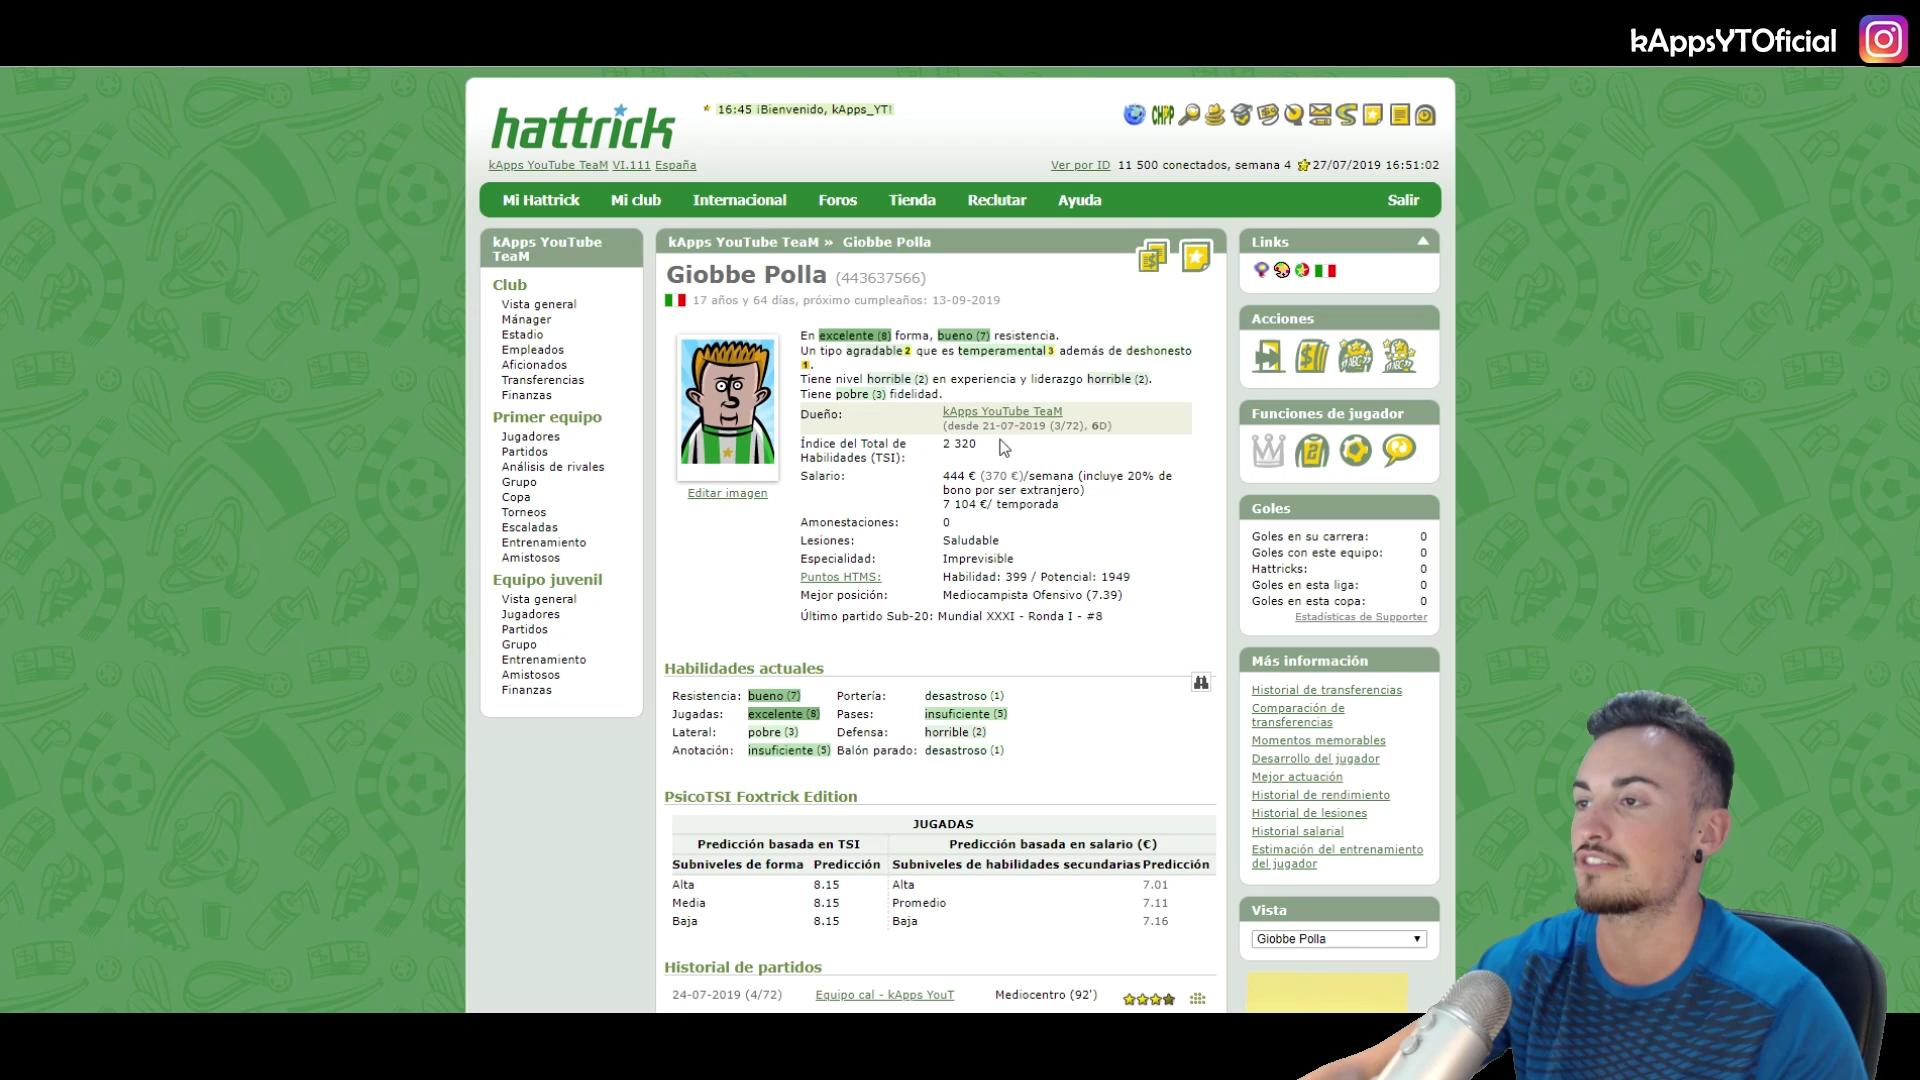 kAppsYTOficial
hattrick
16:45 ¡Bienvenido, kApps_YT!
CHPP
kApps YouTube TeaM VI.111 España
Ver por ID 11 500 conectados, semana 4 27/07/2019 16:51:02
Mi Hattrick Mi club Internacional Foros Tienda Reclutar Ayuda Salir
kApps YouTube
TeaM
Club
Vista general
Mánager
Estadio
Empleados
Aficionados
Transferencias
Finanzas
Primer equipo
Jugadores
Partidos
Análisis de rivales
Grupo
Copa
Torneos
Escaladas
Entrenamiento
Amistosos
Equipo juvenil
Vista general
Jugadores
Partidos
Grupo
Entrenamiento
Amistosos
Finanzas
kApps YouTube TeaM » Giobbe Polla
Giobbe Polla (443637566)
17 años y 64 días, próximo cumpleaños: 13-09-2019
En excelente (8) forma, bueno (7) resistencia.
Un tipo agradable 2 que es temperamental 3 además de deshonesto
1.
Tiene nivel horrible (2) en experiencia y liderazgo horrible (2).
Tiene pobre (3) fidelidad.
Dueño: kApps YouTube TeaM
(desde 21-07-2019 (3/72), 6D)
Índice del Total de 2 320
Habilidades (TSI):
Salario: 444 € (370 €)/semana (incluye 20% de
bono por ser extranjero)
7 104 €/ temporada
Amonestaciones: 0
Lesiones: Saludable
Especialidad: Imprevisible
Puntos HTMS: Habilidad: 399 / Potencial: 1949
Mejor posición: Mediocampista Ofensivo (7.39)
Último partido Sub-20: Mundial XXXI - Ronda I - #8
Editar imagen
Habilidades actuales
Resistencia: bueno (7) Portería: desastroso (1)
Jugadas: excelente (8) Pases: insuficiente (5)
Lateral: pobre (3) Defensa: horrible (2)
Anotación: insuficiente (5) Balón parado: desastroso (1)
PsicoTSI Foxtrick Edition
JUGADAS
Predicción basada en TSI Predicción basada en salario (€)
Subniveles de forma Predicción Subniveles de habilidades secundarias Predicción
Alta 8.15 Alta 7.01
Media 8.15 Promedio 7.11
Baja 8.15 Baja 7.16
Historial de partidos
24-07-2019 (4/72) Equipo cal - kApps YouT Mediocentro (92')
Links
Acciones
ABC?
Funciones de jugador
2
Goles
Goles en su carrera: 0
Goles con este equipo: 0
Hattricks: 0
Goles en esta liga: 0
Goles en esta copa: 0
Estadísticas de Supporter
Más información
Historial de transferencias
Comparación de
transferencias
Momentos memorables
Desarrollo del jugador
Mejor actuación
Historial de rendimiento
Historial de lesiones
Historial salarial
Estimación del entrenamiento
del jugador
Vista
Giobbe Polla